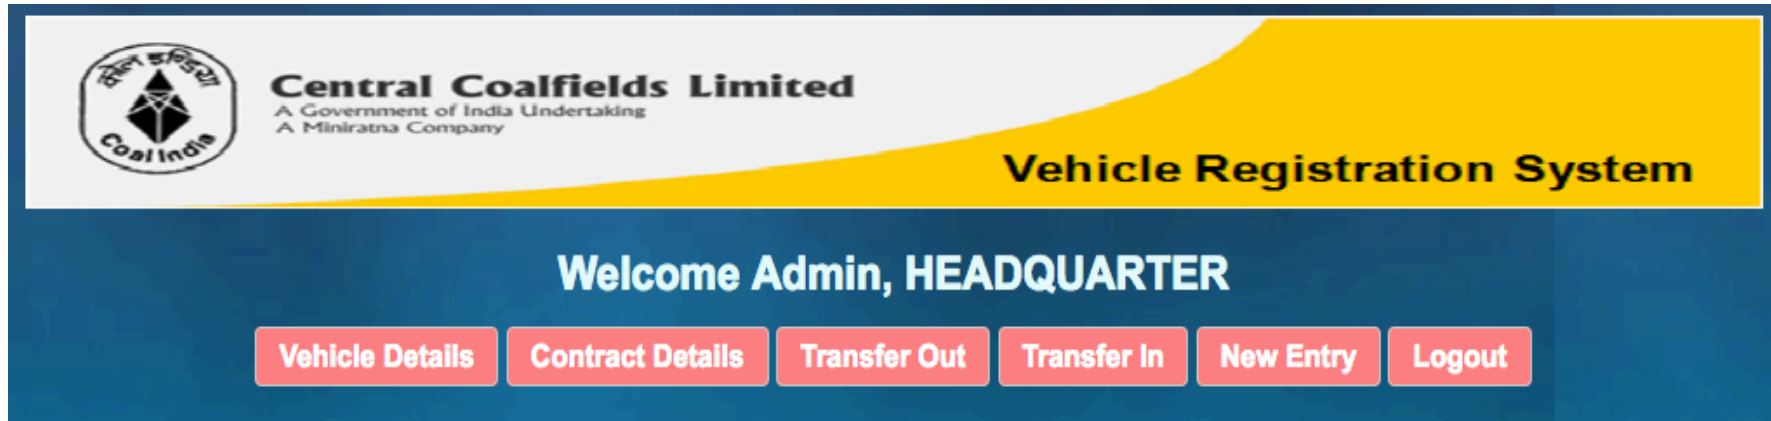 कोल इण्डिया
Coal India
Central Coalfields Limited
A Government of India Undertaking
A Miniratna Company
Vehicle Registration System
Welcome Admin, HEADQUARTER
Vehicle Details Contract Details Transfer Out Transfer In New Entry Logout